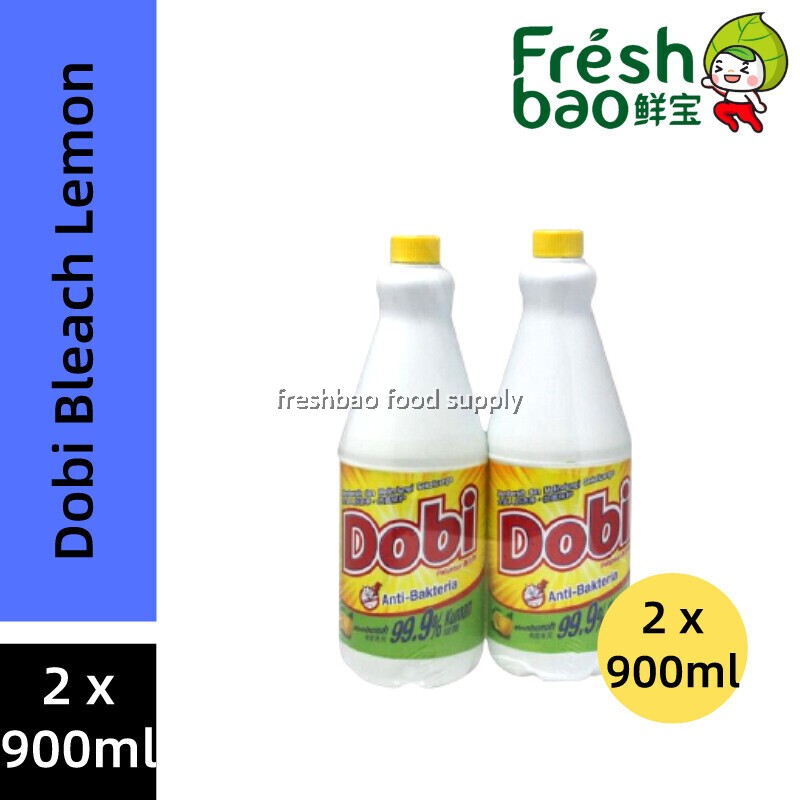 Frésh
bao鲜宝
Dobi Bleach Lemon
freshbao food supply
Dobi
Anti-Bakteria
99.9% Kuman
Dobi
Anti-Bakteria
99.9%
2 x
900ml
2 x
900ml